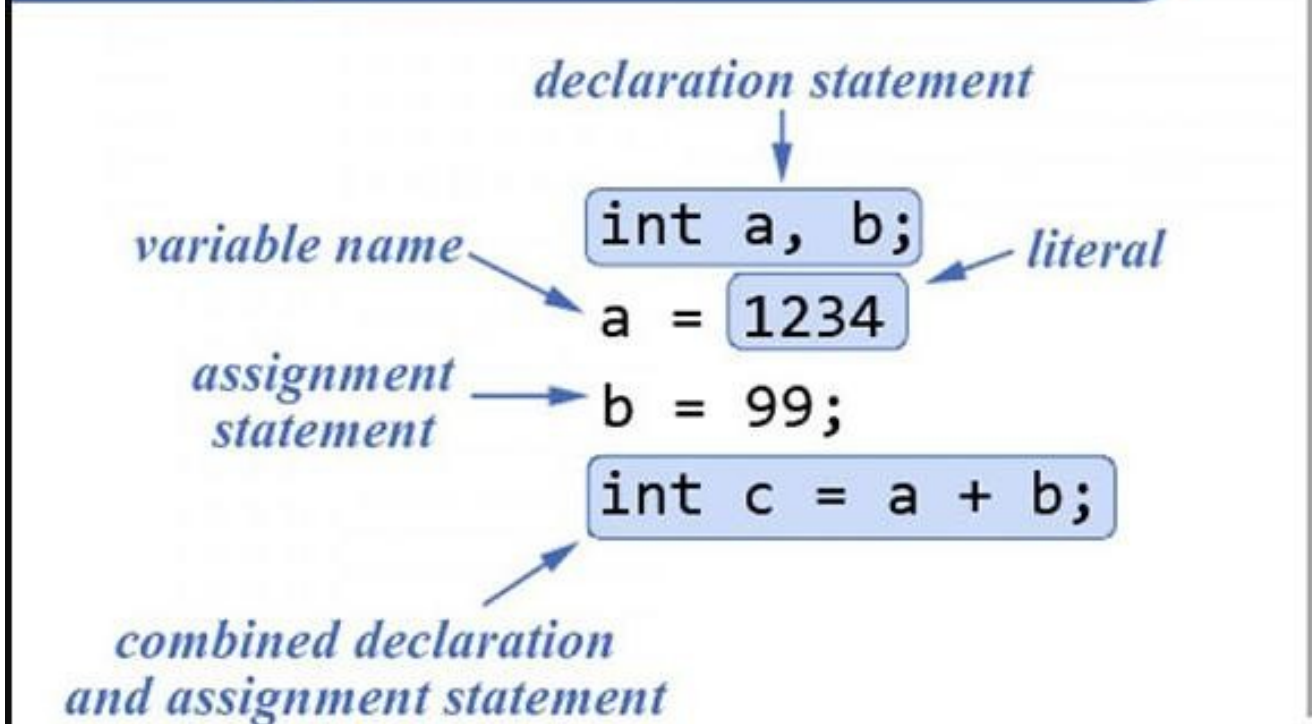 declaration statement
int a, b;
variable name
literal
a = 1234
assignment
statement
b = 99;
int c = a + b;
combined declaration
and assignment statement